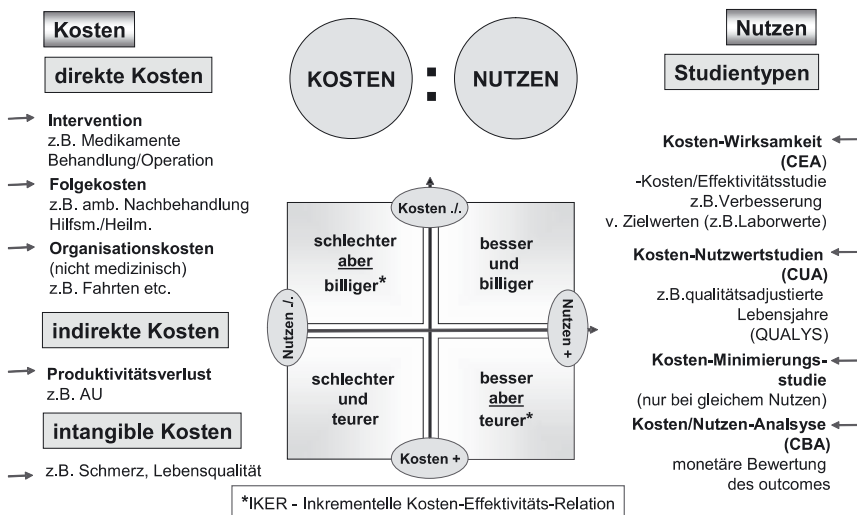 Kosten
direkte Kosten
Intervention
z.B. Medikamente
Behandlung/Operation
Folgekosten
z.B. amb. Nachbehandlung
Hilfsm./Heilm.
Organisationskosten
(nicht medizinisch)
z.B. Fahrten etc.
indirekte Kosten
Produktivitätsverlust
z.B. AU
intangible Kosten
z.B. Schmerz, Lebensqualität
KOSTEN : NUTZEN
Kosten ./.
schlechter
aber
billiger*
besser
und
billiger
Nutzen ./.
Nutzen +
schlechter
und
teurer
besser
aber
teurer*
Kosten +
*IKER - Inkrementelle Kosten-Effektivitäts-Relation
Nutzen
Studientypen
Kosten-Wirksamkeit
(CEA)
-Kosten/Effektivitätsstudie
z.B.Verbesserung
v. Zielwerten (z.B.Laborwerte)
Kosten-Nutzwertstudien
(CUA)
z.B.qualitätsadjustierte
Lebensjahre
(QUALYS)
Kosten-Minimierungs-
studie
(nur bei gleichem Nutzen)
Kosten/Nutzen-Analsyse
(CBA)
monetäre Bewertung
des outcomes